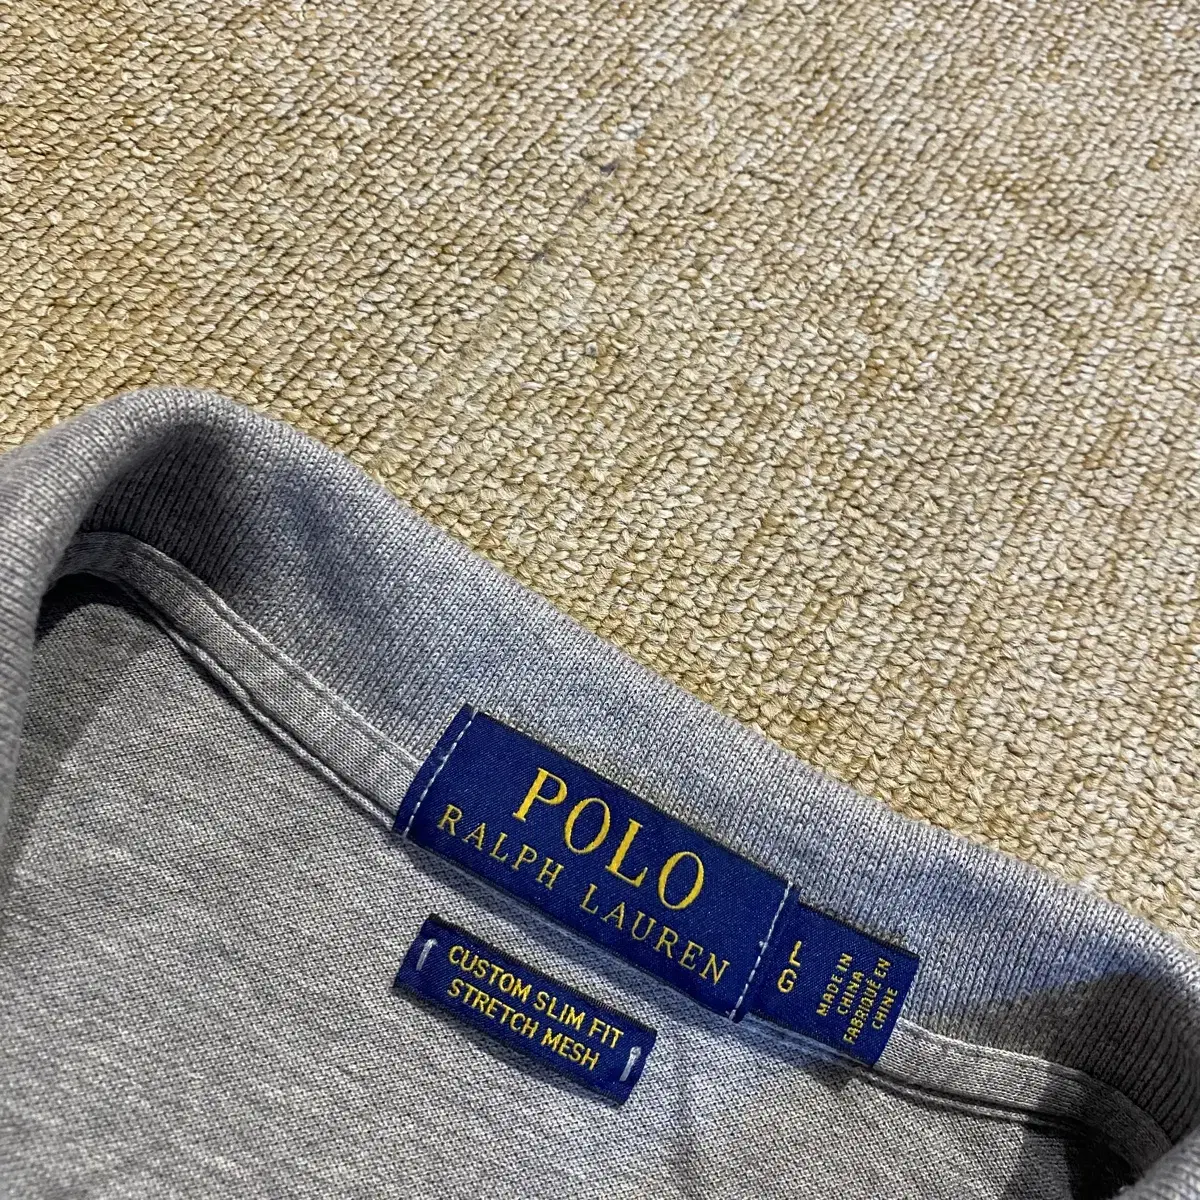 POLO
RALPH LAUREN
L
G
MADE IN
CHINA
FABRIQUÉ EN
CHINE
CUSTOM SLIM FIT
STRETCH MESH